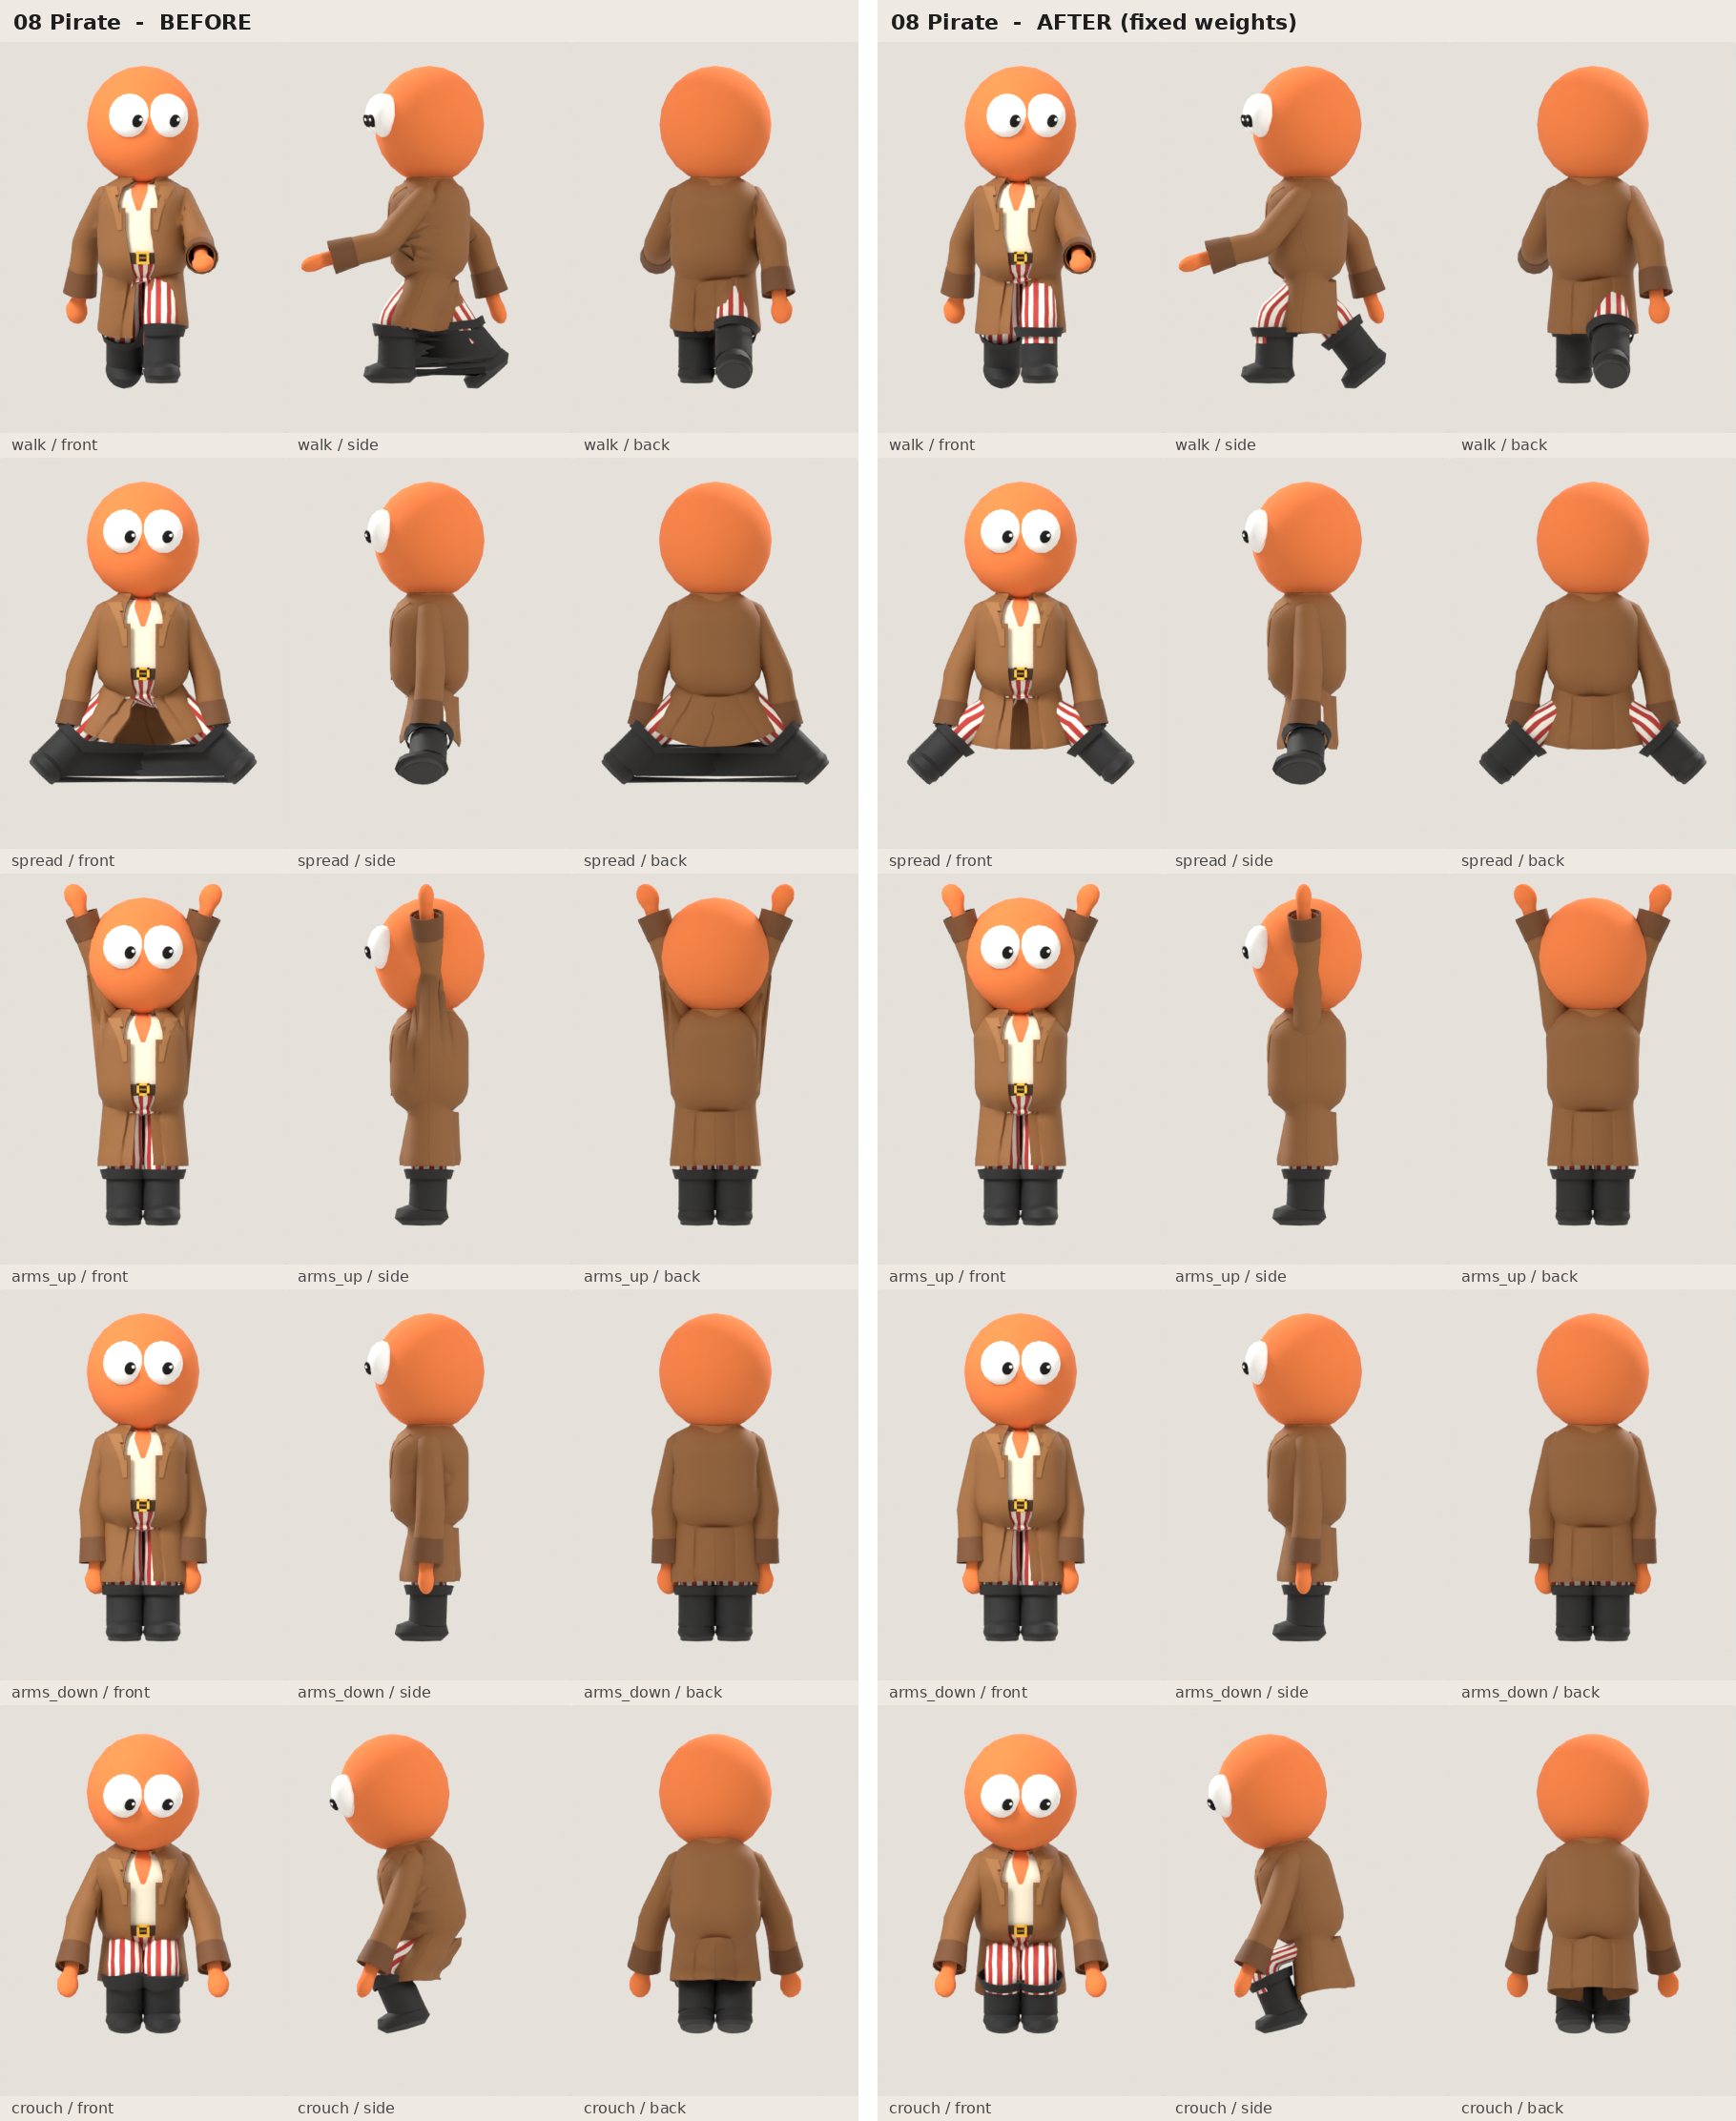 08 Pirate - BEFORE
08 Pirate - AFTER (fixed weights)
walk / front
walk / side
walk / back
walk / front
walk / side
walk / back
spread / front
spread / side
spread / back
spread / front
spread / side
spread / back
arms_up / front
arms_up / side
arms_up / back
arms_up / front
arms_up / side
arms_up / back
arms_down / front
arms_down / side
arms_down / back
arms_down / front
arms_down / side
arms_down / back
crouch / front
crouch / side
crouch / back
crouch / front
crouch / side
crouch / back